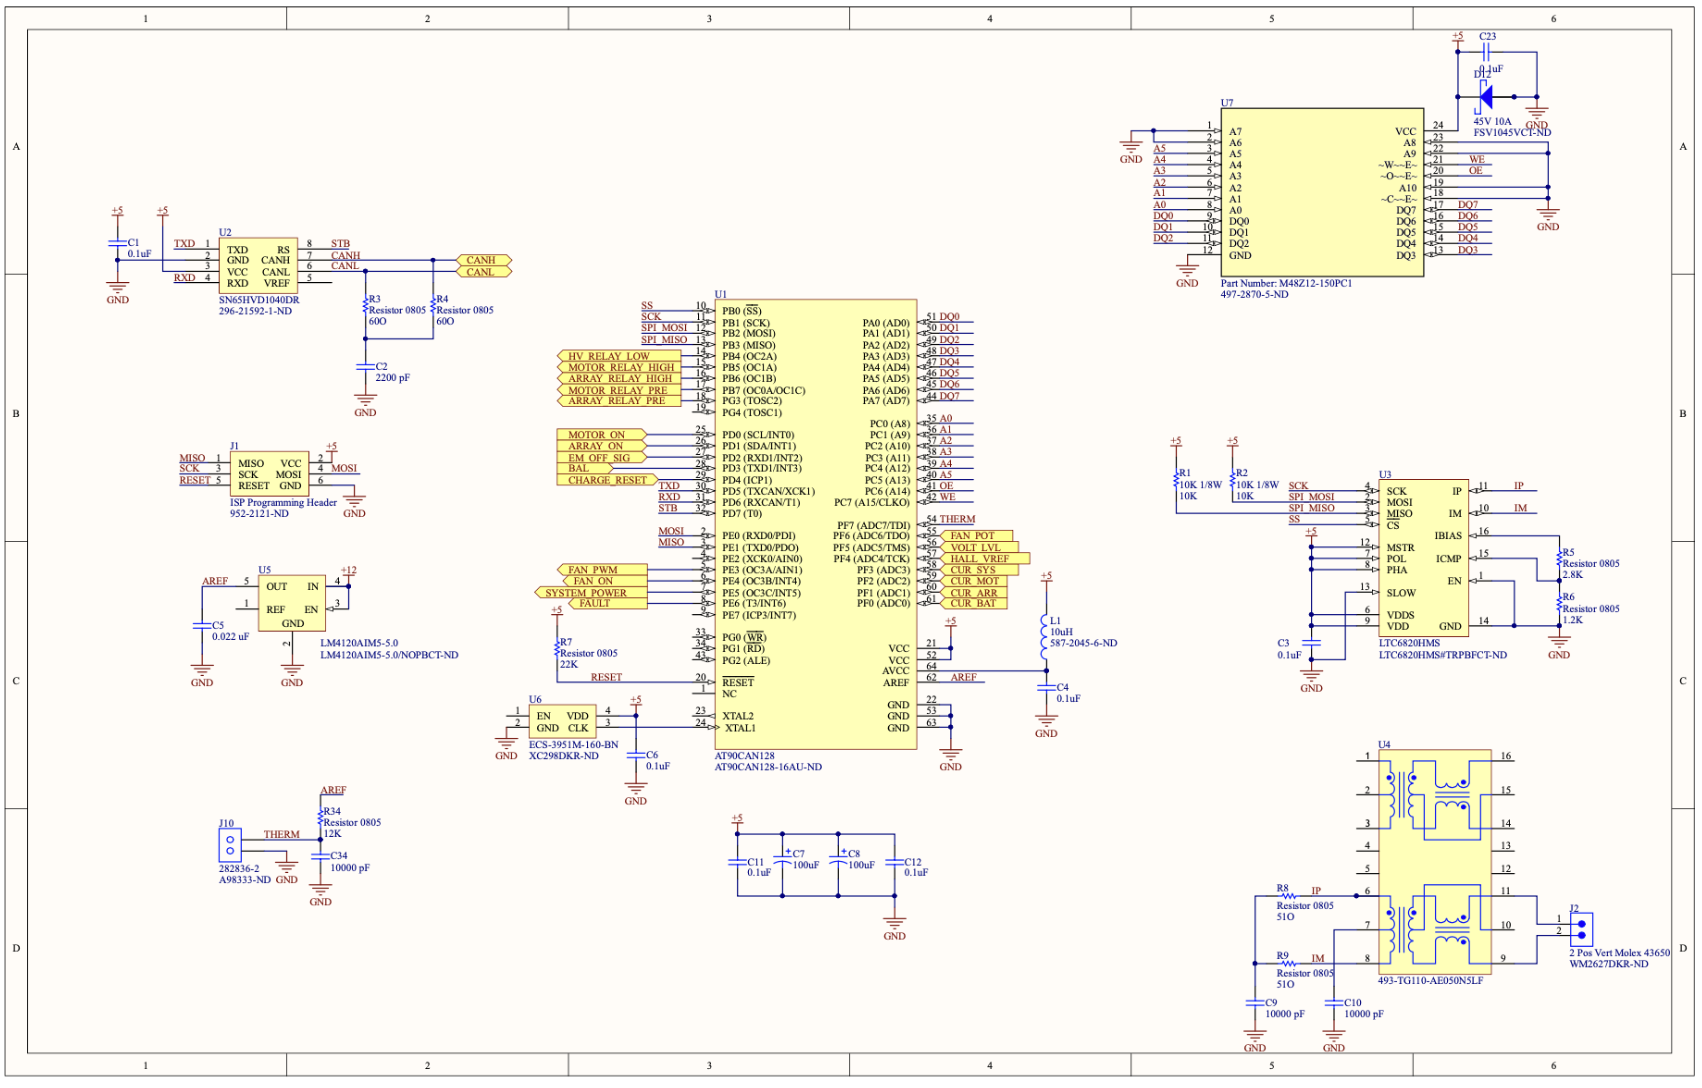 1 2 3 4 5 6
A
B
C
D
A
B
C
D
1 2 3 4 5 6
+5
C23
0.1uF
D12
45V 10A
FSV1045VCT-ND
GND
U7
GND
1 A7
2 A6
A5 3 A5
A4 4 A4
A3 5 A3
A2 6 A2
A1 7 A1
A0 8 A0
DQ0 9 DQ0
DQ1 10 DQ1
DQ2 11 DQ2
12 GND
GND
VCC 24
A8 23
A9 22
~W~~E~ 21 WE
~O~~E~ 20 OE
A10 19
~C~~E~ 18
DQ7 17 DQ7
DQ6 16 DQ6
DQ5 15 DQ5
DQ4 14 DQ4
DQ3 13 DQ3
GND
Part Number: M48Z12-150PC1
497-2870-5-ND
+5 +5
C1
0.1uF
GND
U2
TXD 1 TXD
2 GND
3 VCC
RXD 4 RXD
RS 8 STB
CANH 7 CANH
CANL 6 CANL
VREF 5
SN65HVD1040DR
296-21592-1-ND
CANH
CANL
R3
Resistor 0805
60O
R4
Resistor 0805
60O
C2
2200 pF
GND
J1
MISO 1 MISO VCC 2 +5
SCK 3 SCK MOSI 4 MOSI
RESET 5 RESET GND 6
GND
ISP Programming Header
952-2121-ND
U5
AREF 5 OUT IN 4 +12
1 REF EN 3
GND
2
C5
0.022 uF
GND GND
LM4120AIM5-5.0
LM4120AIM5-5.0/NOPBCT-ND
AREF
R34
Resistor 0805
12K
J10
THERM
GND
282836-2
A98333-ND
C34
10000 pF
GND
U1
SS 10 PB0 (SS)
SCK 11 PB1 (SCK)
SPI_MOSI 12 PB2 (MOSI)
SPI_MISO 13 PB3 (MISO)
HV_RELAY_LOW 14 PB4 (OC2A)
MOTOR_RELAY_HIGH 15 PB5 (OC1A)
ARRAY_RELAY_HIGH 16 PB6 (OC1B)
MOTOR_RELAY_PRE 17 PB7 (OC0A/OC1C)
ARRAY_RELAY_PRE 18 PG3 (TOSC2)
19 PG4 (TOSC1)
MOTOR_ON 25 PD0 (SCL/INT0)
ARRAY_ON 26 PD1 (SDA/INT1)
EM_OFF_SIG 27 PD2 (RXD1/INT2)
BAL 28 PD3 (TXD1/INT3)
CHARGE_RESET 29 PD4 (ICP1)
TXD 30 PD5 (TXCAN/XCK1)
RXD 31 PD6 (RXCAN/T1)
STB 32 PD7 (T0)
MOSI 2 PE0 (RXD0/PDI)
MISO 3 PE1 (TXD0/PDO)
4 PE2 (XCK0/AIN0)
FAN_PWM 5 PE3 (OC3A/AIN1)
FAN_ON 6 PE4 (OC3B/INT4)
SYSTEM_POWER 7 PE5 (OC3C/INT5)
FAULT 8 PE6 (T3/INT6)
9 PE7 (ICP3/INT7)
33 PG0 (WR)
34 PG1 (RD)
43 PG2 (ALE)
RESET 20 RESET
1 NC
23 XTAL2
24 XTAL1
PA0 (AD0) 51 DQ0
PA1 (AD1) 50 DQ1
PA2 (AD2) 49 DQ2
PA3 (AD3) 48 DQ3
PA4 (AD4) 47 DQ4
PA5 (AD5) 46 DQ5
PA6 (AD6) 45 DQ6
PA7 (AD7) 44 DQ7
PC0 (A8) 35 A0
PC1 (A9) 36 A1
PC2 (A10) 37 A2
PC3 (A11) 38 A3
PC4 (A12) 39 A4
PC5 (A13) 40 A5
PC6 (A14) 41 OE
PC7 (A15/CLKO) 42 WE
PF7 (ADC7/TDI) 54 THERM
PF6 (ADC6/TDO) 55 FAN_POT
PF5 (ADC5/TMS) 56 VOLT_LVL
PF4 (ADC4/TCK) 57 HALL_VREF
PF3 (ADC3) 58 CUR_SYS
PF2 (ADC2) 59 CUR_MOT
PF1 (ADC1) 60 CUR_ARR
PF0 (ADC0) 61 CUR_BAT
VCC 21
VCC 52
AVCC 64
AREF 62 AREF
GND 22
GND 53
GND 63
AT90CAN128
AT90CAN128-16AU-ND
+5
GND
+5
L1
10uH
587-2045-6-ND
C4
0.1uF
GND
+5
R7
Resistor 0805
22K
U6
1 EN VDD 4
2 GND CLK 3
GND
ECS-3951M-160-BN
XC298DKR-ND
+5
C6
0.1uF
GND
+5
C11
0.1uF
C7
100uF
C8
100uF
C12
0.1uF
GND
+5 +5
R1
10K 1/8W
10K
R2
10K 1/8W
10K
U3
SCK 4 SCK
SPI_MOSI 2 MOSI
SPI_MISO 3 MISO
SS 5 CS
+5
12 MSTR
7 POL
8 PHA
13 SLOW
6 VDDS
9 VDD
IP 11 IP
IM 10 IM
IBIAS 16
ICMP 15
EN 1
GND 14
R5
Resistor 0805
2.8K
R6
Resistor 0805
1.2K
GND
C3
0.1uF
GND
LTC6820HMS
LTC6820HMS#TRPBFCT-ND
U4
1 16
2 15
3 14
4 13
5 12
6 11
7 10
8 9
493-TG110-AE050N5LF
R8 IP
Resistor 0805
51O
R9 IM
Resistor 0805
51O
C9
10000 pF
GND
C10
10000 pF
GND
J2
1
2
2 Pos Vert Molex 43650
WM2627DKR-ND